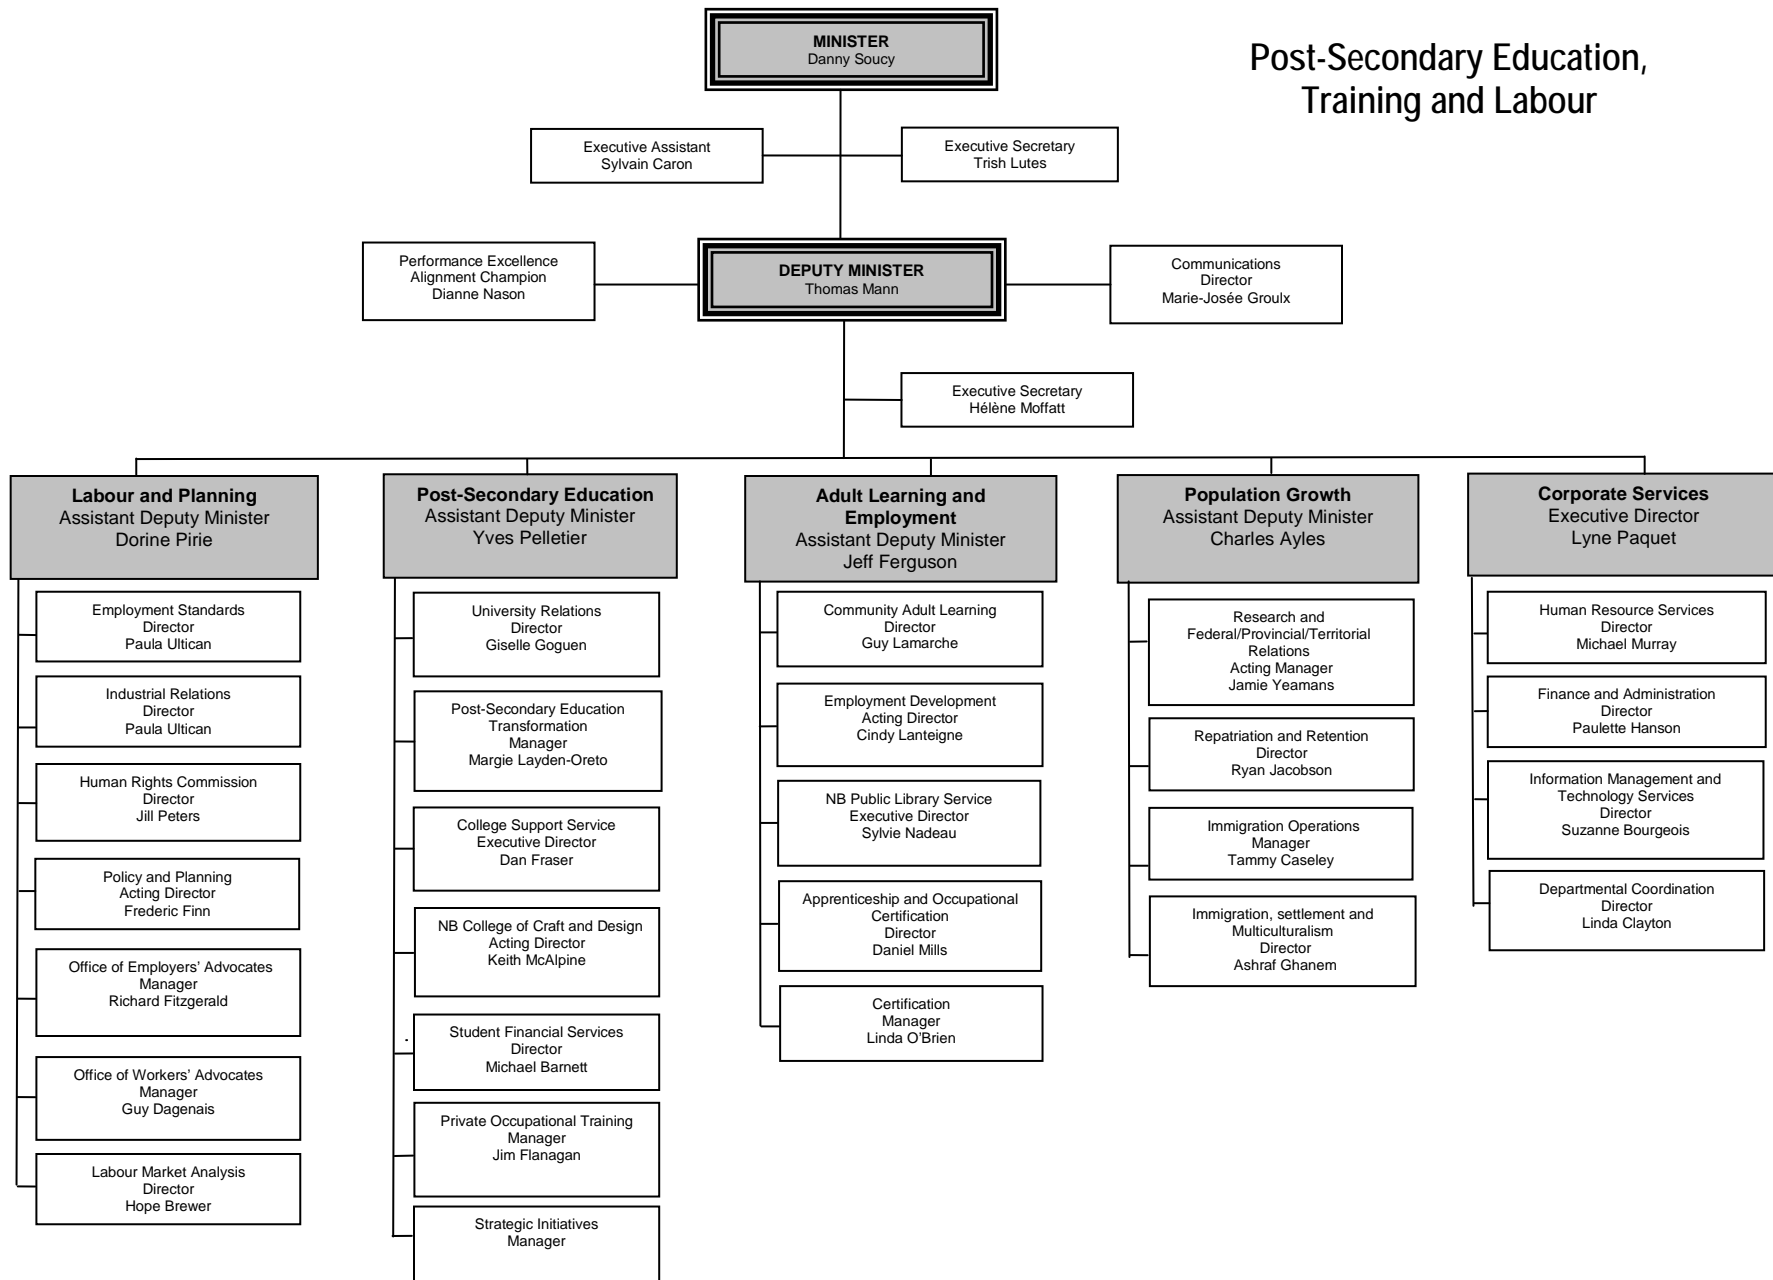 MINISTER
Danny Soucy
Post-Secondary Education,
Training and Labour
Executive Assistant
Sylvain Caron
Executive Secretary
Trish Lutes
Performance Excellence
Alignment Champion
Dianne Nason
DEPUTY MINISTER
Thomas Mann
Communications
Director
Marie-Josée Groulx
Executive Secretary
Hélène Moffatt
Labour and Planning
Assistant Deputy Minister
Dorine Pirie
Employment Standards
Director
Paula Ultican
Industrial Relations
Director
Paula Ultican
Human Rights Commission
Director
Jill Peters
Policy and Planning
Acting Director
Frederic Finn
Office of Employers' Advocates
Manager
Richard Fitzgerald
Office of Workers' Advocates
Manager
Guy Dagenais
Labour Market Analysis
Director
Hope Brewer
Post-Secondary Education
Assistant Deputy Minister
Yves Pelletier
University Relations
Director
Giselle Goguen
Post-Secondary Education
Transformation
Manager
Margie Layden-Oreto
College Support Service
Executive Director
Dan Fraser
NB College of Craft and Design
Acting Director
Keith McAlpine
Student Financial Services
Director
Michael Barnett
Private Occupational Training
Manager
Jim Flanagan
Strategic Initiatives
Manager
Adult Learning and
Employment
Assistant Deputy Minister
Jeff Ferguson
Community Adult Learning
Director
Guy Lamarche
Employment Development
Acting Director
Cindy Lanteigne
NB Public Library Service
Executive Director
Sylvie Nadeau
Apprenticeship and Occupational
Certification
Director
Daniel Mills
Certification
Manager
Linda O'Brien
Population Growth
Assistant Deputy Minister
Charles Ayles
Research and
Federal/Provincial/Territorial
Relations
Acting Manager
Jamie Yeamans
Repatriation and Retention
Director
Ryan Jacobson
Immigration Operations
Manager
Tammy Caseley
Immigration, settlement and
Multiculturalism
Director
Ashraf Ghanem
Corporate Services
Executive Director
Lyne Paquet
Human Resource Services
Director
Michael Murray
Finance and Administration
Director
Paulette Hanson
Information Management and
Technology Services
Director
Suzanne Bourgeois
Departmental Coordination
Director
Linda Clayton